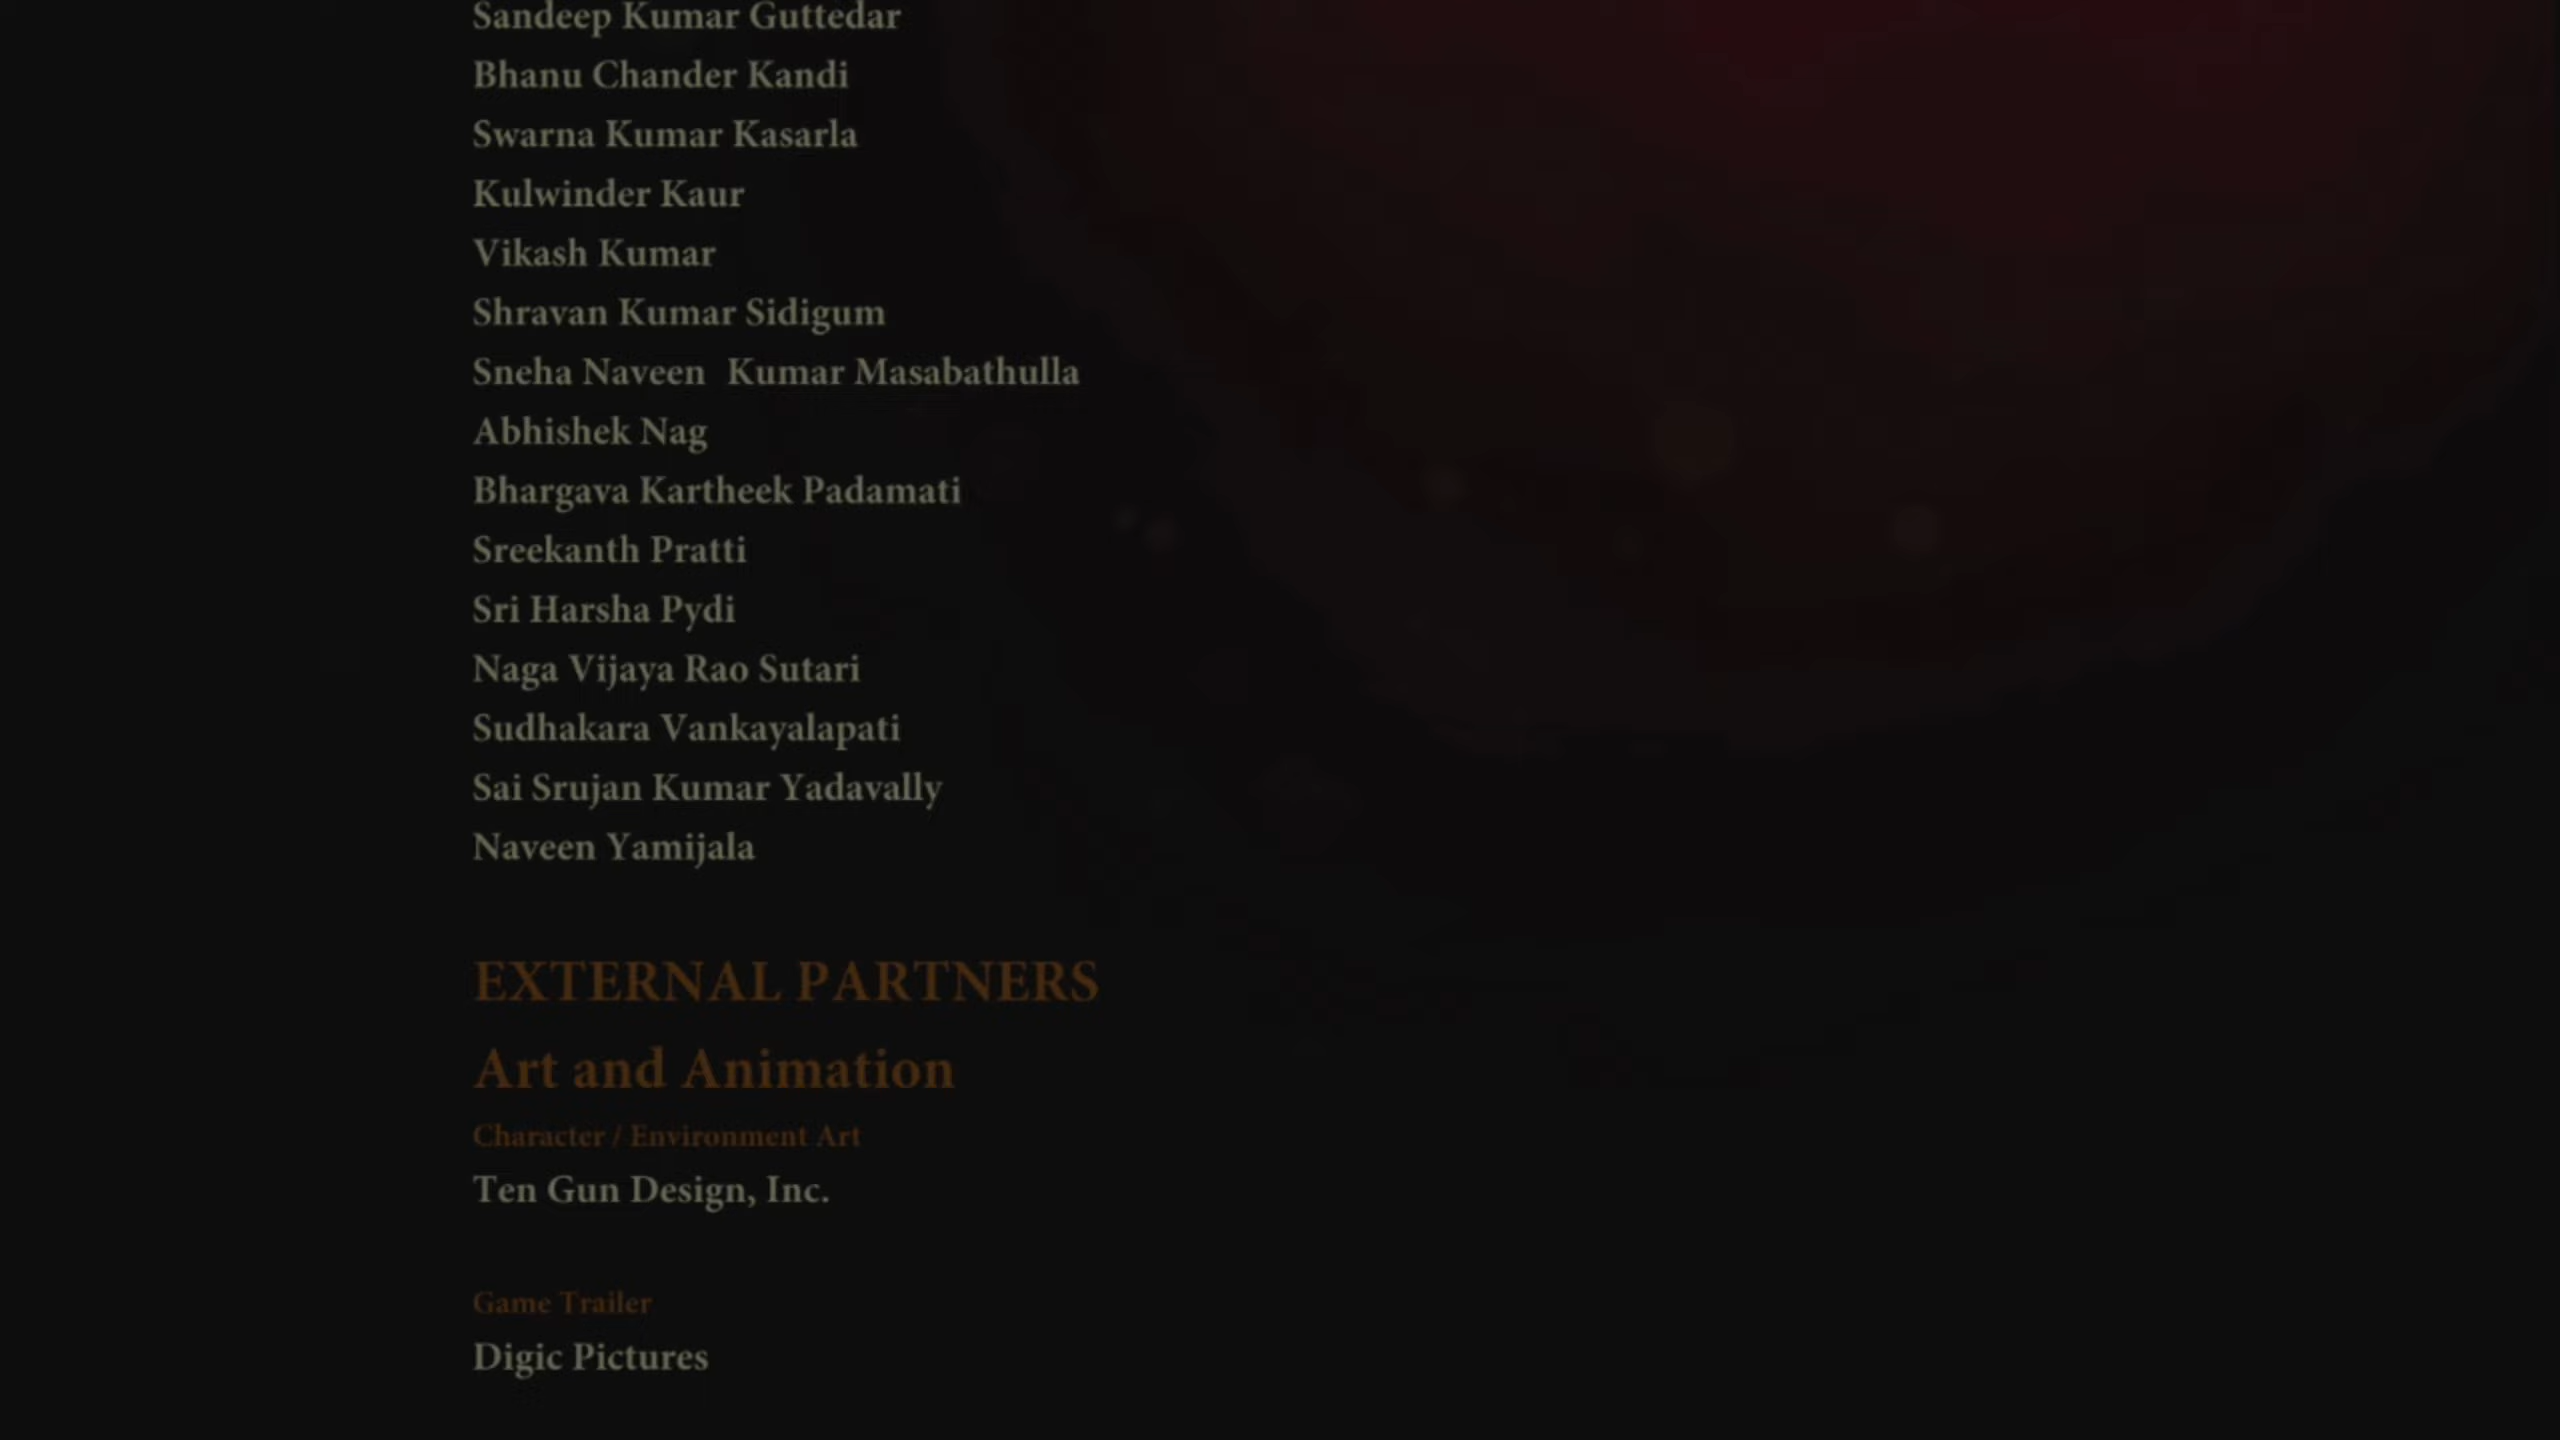 Sandeep Kumar Guttedar
Bhanu Chander Kandi
Swarna Kumar Kasarla
Kulwinder Kaur
Vikash Kumar
Shravan Kumar Sidigum
Sneha Naveen  Kumar Masabathulla
Abhishek Nag
Bhargava Kartheek Padamati
Sreekanth Pratti
Sri Harsha Pydi
Naga Vijaya Rao Sutari
Sudhakara Vankayalapati
Sai Srujan Kumar Yadavally
Naveen Yamijala
EXTERNAL PARTNERS
Art and Animation
Character / Environment Art
Ten Gun Design, Inc.
Game Trailer
Digic Pictures